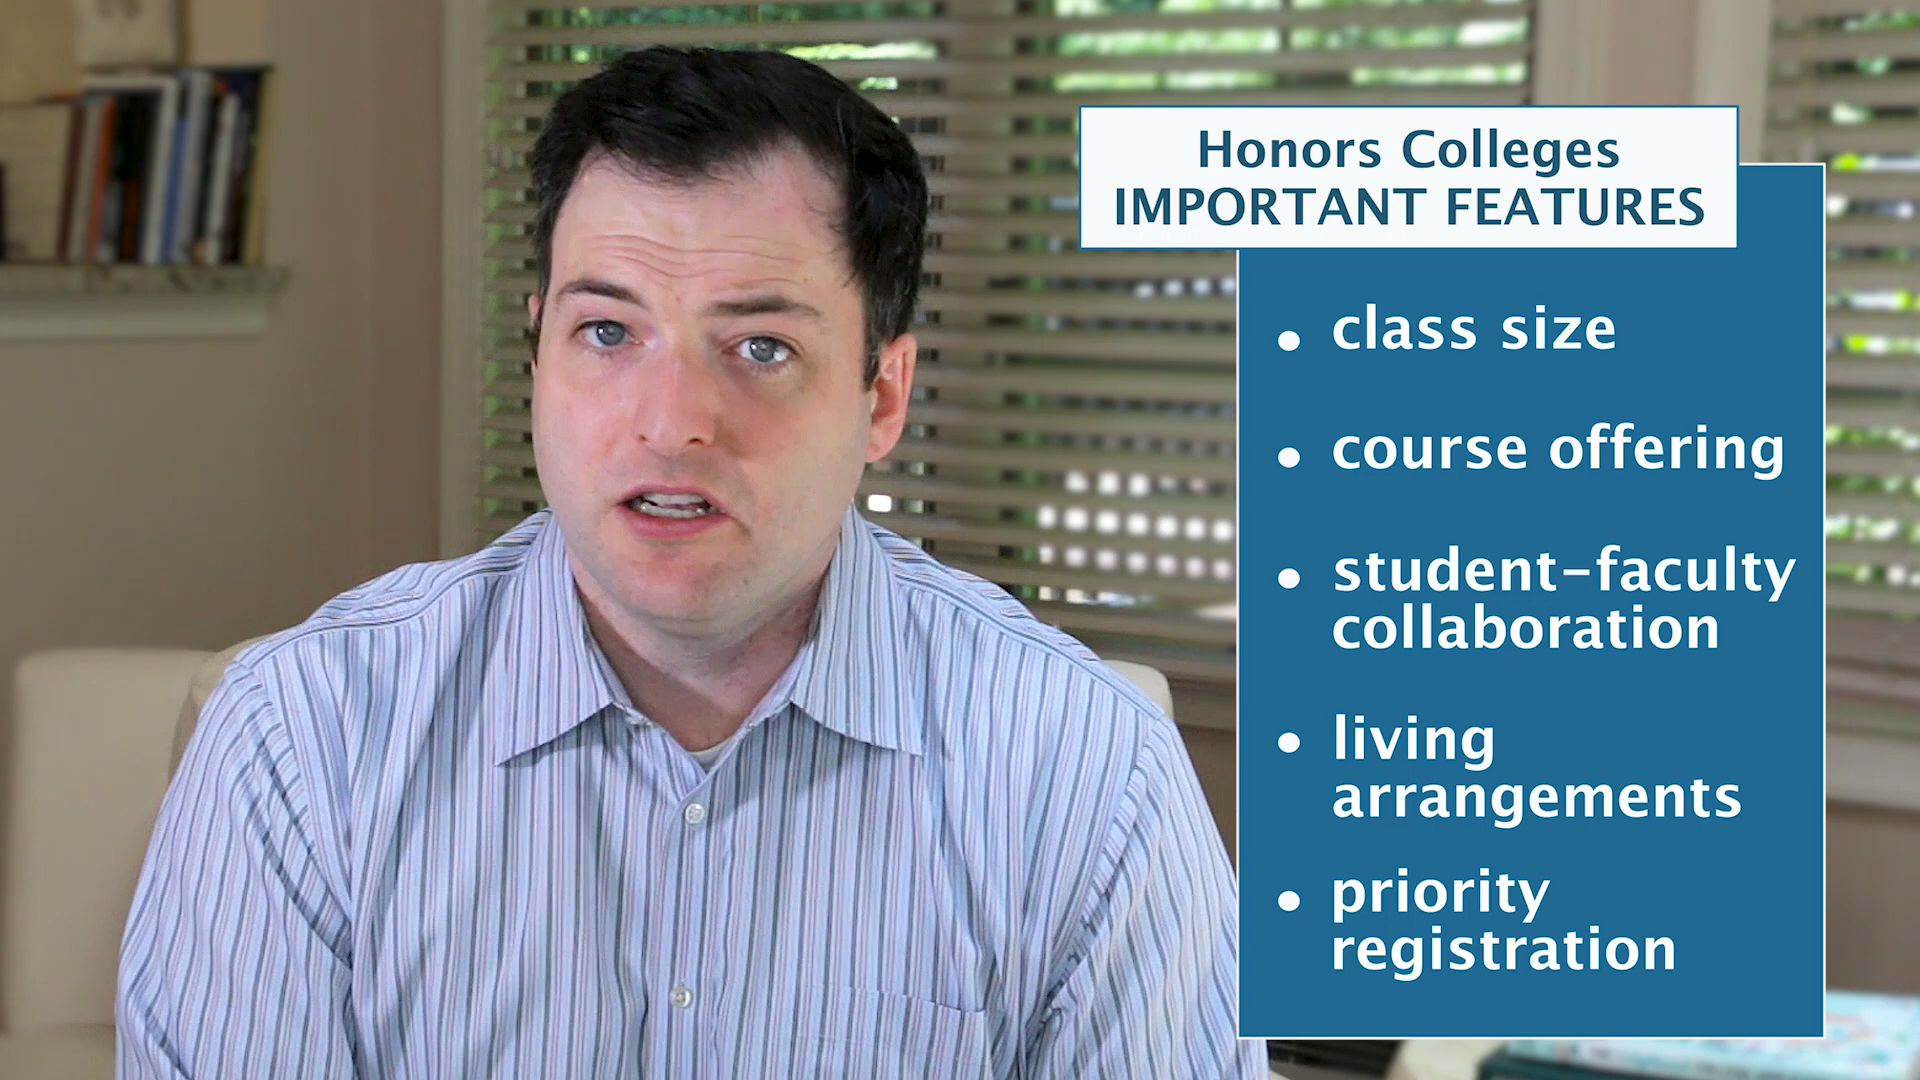 Honors Colleges
IMPORTANT FEATURES
• class size
• course offering
• student-faculty
collaboration
• living
arrangements
• priority
registration